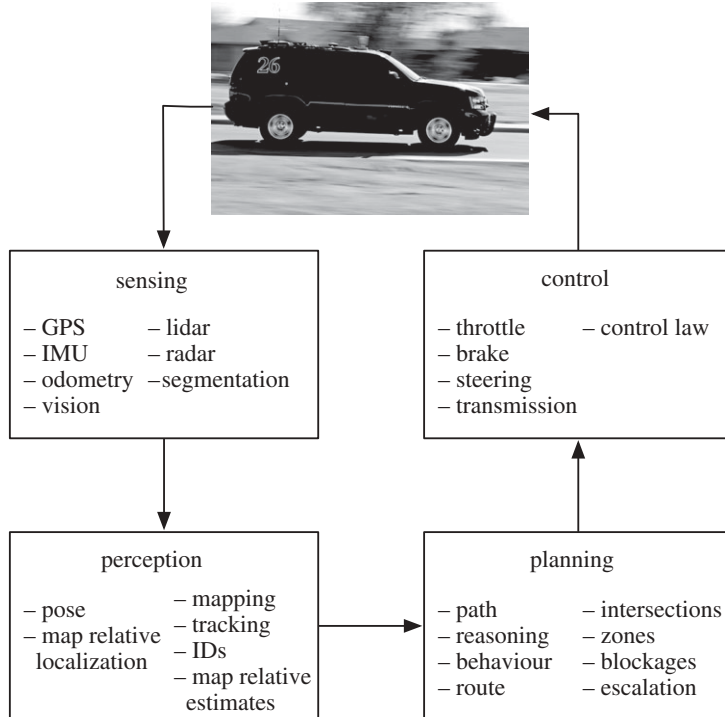 26
sensing
– GPS
– IMU
– odometry
– vision
– lidar
– radar
–segmentation
control
– throttle
– brake
– steering
– transmission
– control law
perception
– pose
– map relative
localization
– mapping
– tracking
– IDs
– map relative
estimates
planning
– path
– reasoning
– behaviour
– route
– intersections
– zones
– blockages
– escalation